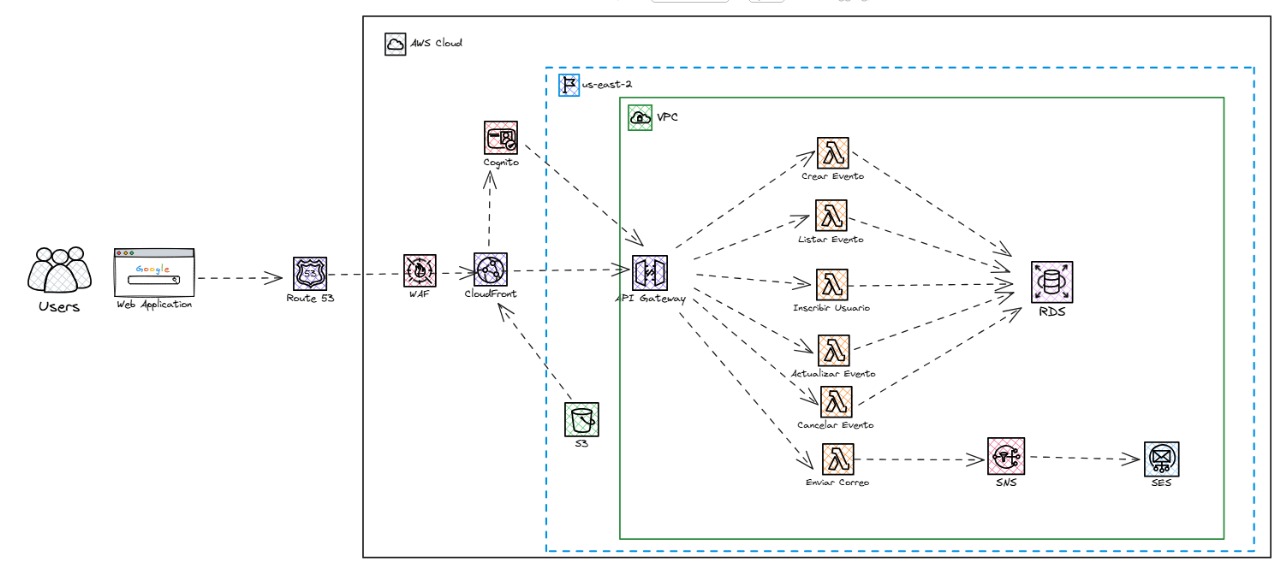 AWS Cloud
us-east-2
VPC
Cognito
Crear Evento
Listar Evento
Google
Users
Web Application
53
Route 53
WAF
CloudFront
API Gateway
Inscribir Usuario
RDS
Actualizar Evento
Cancelar Evento
S3
Enviar Correo
SNS
SES